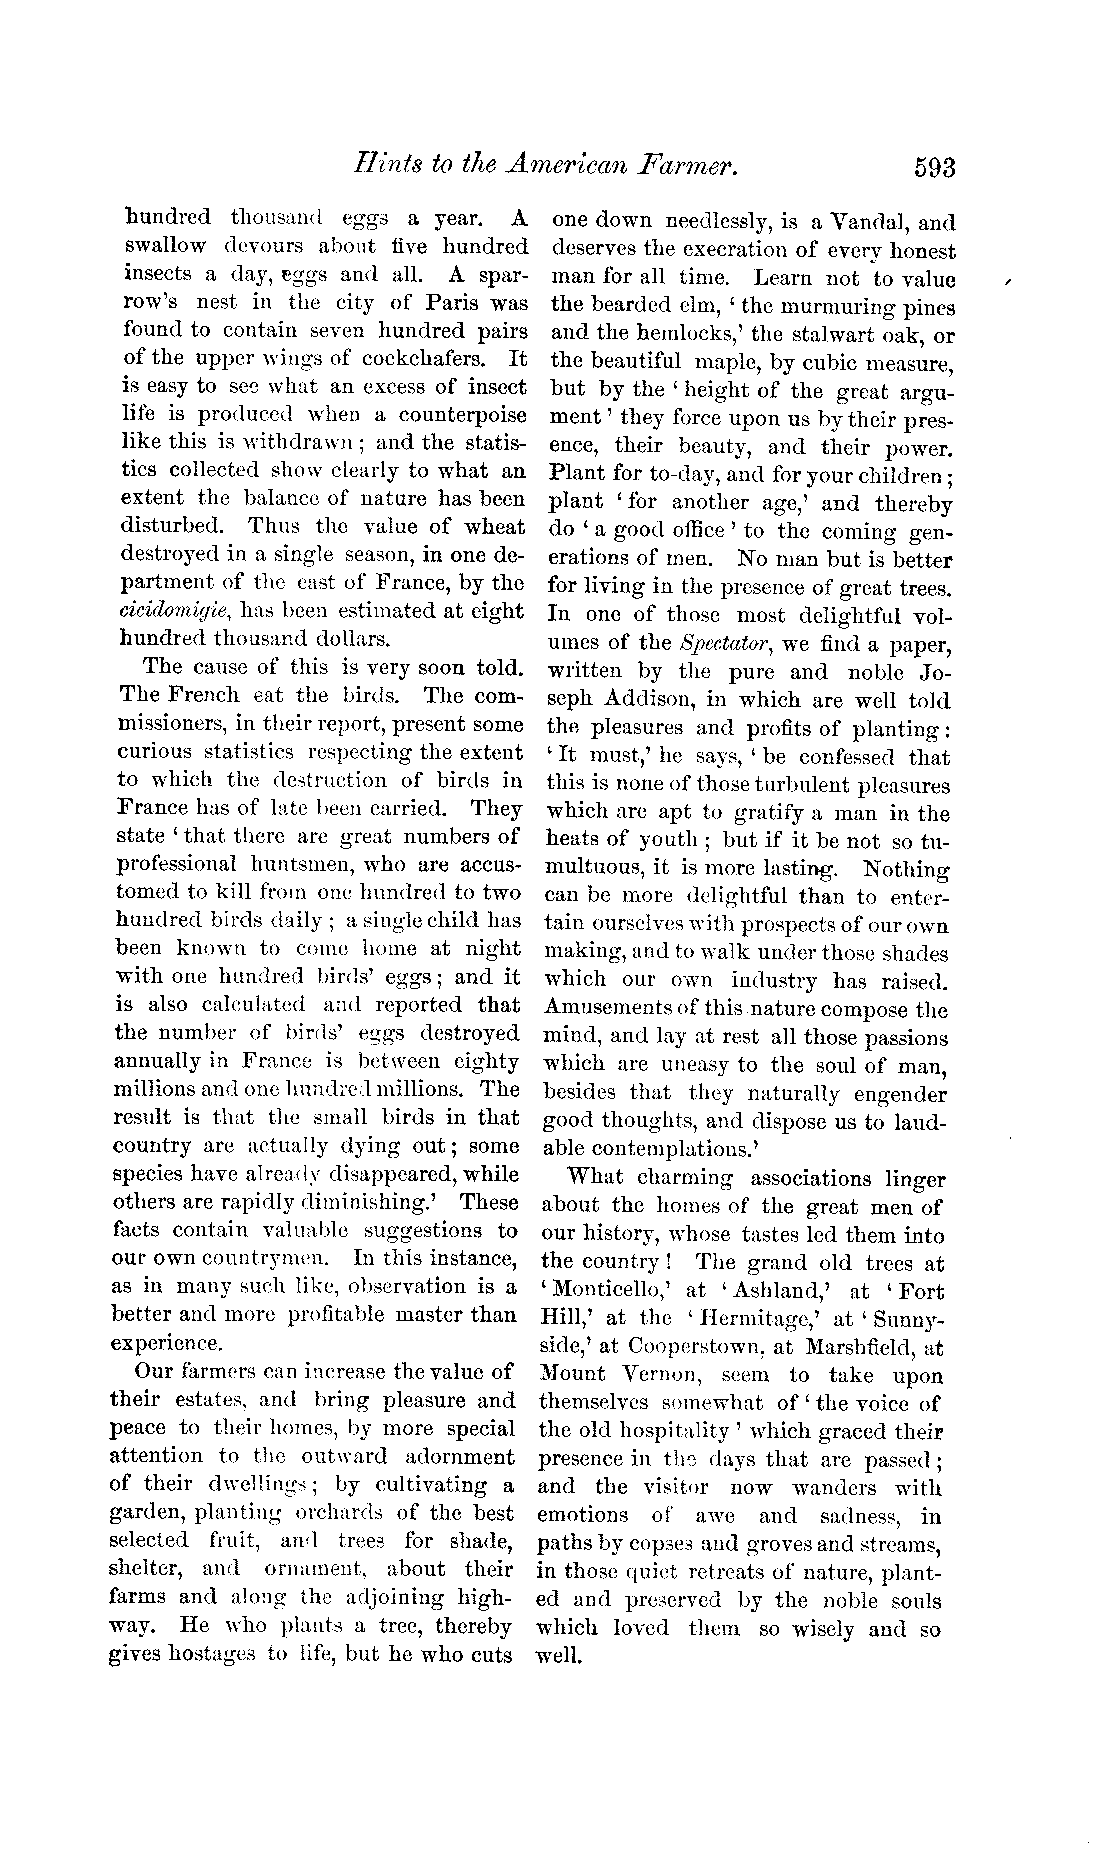 Hints to the American Farmer. 593
hundred thousand eggs a year. A
swallow devours about five hundred
insects a day, eggs and all. A spar-
row's nest in the city of Paris was
found to contain seven hundred pairs
of the upper wings of cockchafers. It
is easy to see what an excess of insect
life is produced when a counterpoise
like this is withdrawn; and the statis-
tics collected show clearly to what an
extent the balance of nature has been
disturbed. Thus the value of wheat
destroyed in a single season, in one de-
partment of the east of France, by the
cicidomigie, has been estimated at eight
hundred thousand dollars.
The cause of this is very soon told.
The French eat the birds. The com-
missioners, in their report, present some
curious statistics respecting the extent
to which the destruction of birds in
France has of late been carried. They
state 'that there are great numbers of
professional huntsmen, who are accus-
tomed to kill from one hundred to two
hundred birds daily; a single child has
been known to come home at night
with one hundred birds' eggs; and it
is also calculated and reported that
the number of birds' eggs destroyed
annually in France is between eighty
millions and one hundred millions. The
result is that the small birds in that
country are actually dying out; some
species have already disappeared, while
others are rapidly diminishing.' These
facts contain valuable suggestions to
our own countrymen. In this instance,
as in many such like, observation is a
better and more profitable master than
experience.
Our farmers can increase the value of
their estates, and bring pleasure and
peace to their homes, by more special
attention to the outward adornment
of their dwellings; by cultivating a
garden, planting orchards of the best
selected fruit, and trees for shade,
shelter, and ornament, about their
farms and along the adjoining high-
way. He who plants a tree, thereby
gives hostages to life, but he who cuts
one down needlessly, is a Vandal, and
deserves the execration of every honest
man for all time. Learn not to value
the bearded elm, 'the murmuring pines
and the hemlocks,' the stalwart oak, or
the beautiful maple, by cubic measure,
but by the 'height of the great argu-
ment' they force upon us by their pres-
ence, their beauty, and their power.
Plant for to-day, and for your children;
plant 'for another age,' and thereby
do 'a good office' to the coming gen-
erations of men. No man but is better
for living in the presence of great trees.
In one of those most delightful vol-
umes of the Spectator, we find a paper,
written by the pure and noble Jo-
seph Addison, in which are well told
the pleasures and profits of planting:
'It must,' he says, 'be confessed that
this is none of those turbulent pleasures
which are apt to gratify a man in the
heats of youth; but if it be not so tu-
multuous, it is more lasting. Nothing
can be more delightful than to enter-
tain ourselves with prospects of our own
making, and to walk under those shades
which our own industry has raised.
Amusements of this nature compose the
mind, and lay at rest all those passions
which are uneasy to the soul of man,
besides that they naturally engender
good thoughts, and dispose us to laud-
able contemplations.'
What charming associations linger
about the homes of the great men of
our history, whose tastes led them into
the country! The grand old trees at
'Monticello,' at 'Ashland,' at 'Fort
Hill,' at the 'Hermitage,' at 'Sunny-
side,' at Cooperstown, at Marshfield, at
Mount Vernon, seem to take upon
themselves somewhat of 'the voice of
the old hospitality' which graced their
presence in the days that are passed;
and the visitor now wanders with
emotions of awe and sadness, in
paths by copses and groves and streams,
in those quiet retreats of nature, plant-
ed and preserved by the noble souls
which loved them so wisely and so
well.